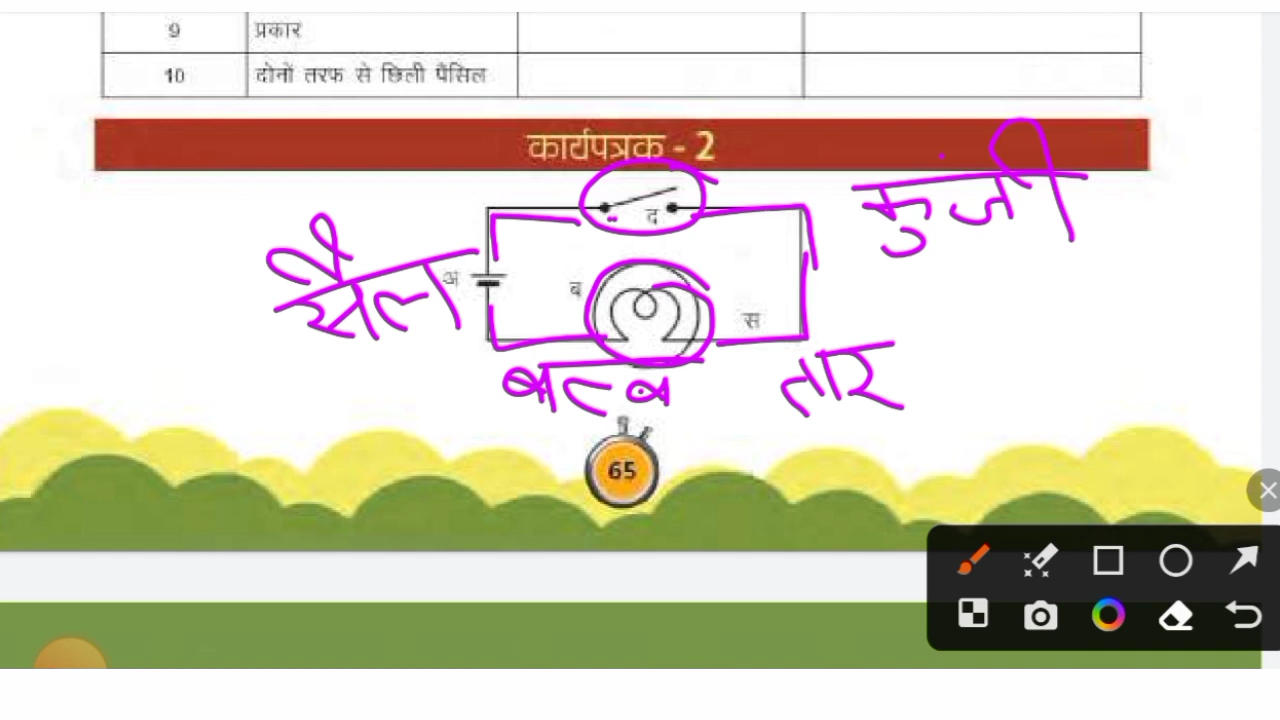 9 प्रकार
10 दोनों तरफ से छिली पेंसिल
कार्यपत्रक - 2
कुंजी
द
सैल
अ
ब
स
बल्ब
तार
65